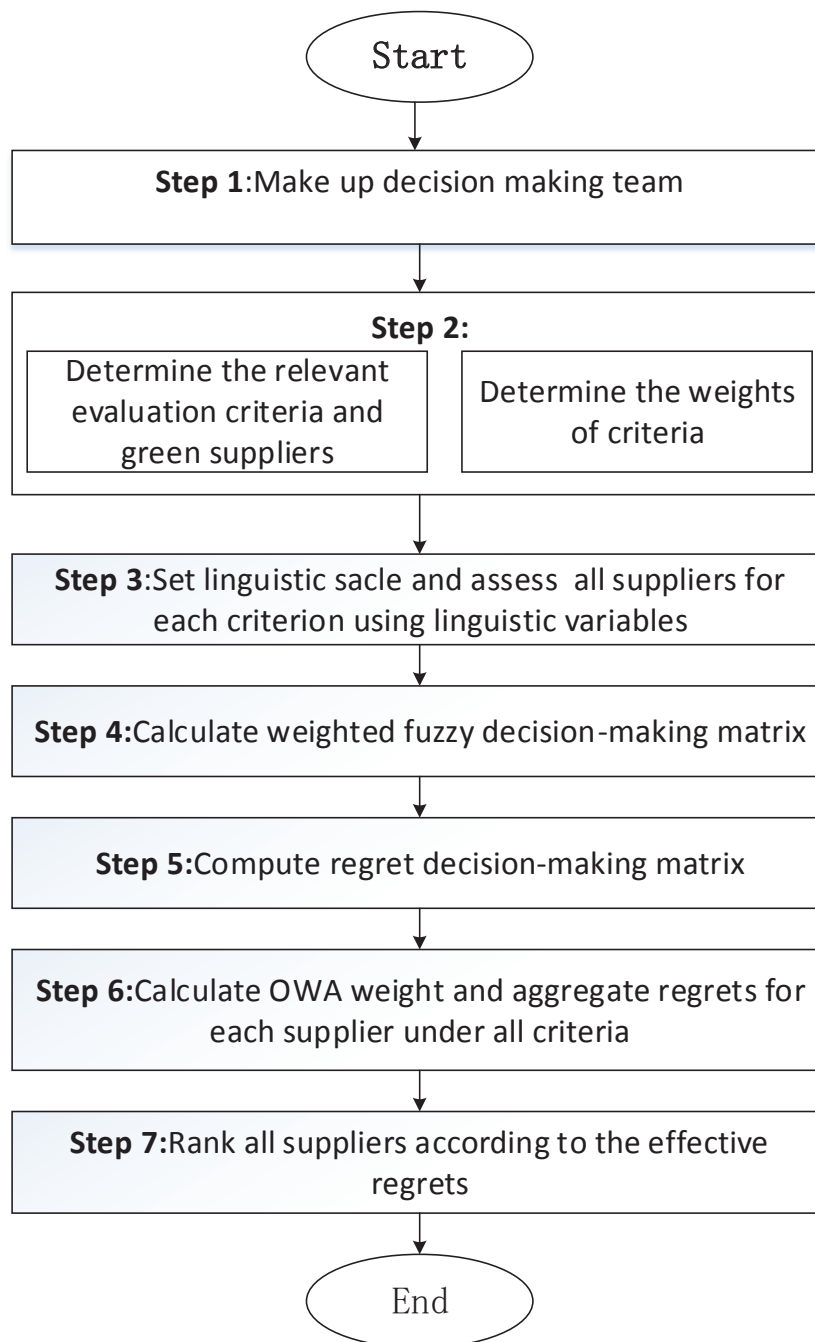 Start
Step 1:Make up decision making team
Step 2:
Determine the relevant
evaluation criteria and
green suppliers
Determine the weights
of criteria
Step 3:Set linguistic sacle and assess  all suppliers for
each criterion using linguistic variables
Step 4:Calculate weighted fuzzy decision-making matrix
Step 5:Compute regret decision-making matrix
Step 6:Calculate OWA weight and aggregate regrets for
each supplier under all criteria
Step 7:Rank all suppliers according to the effective
regrets
End